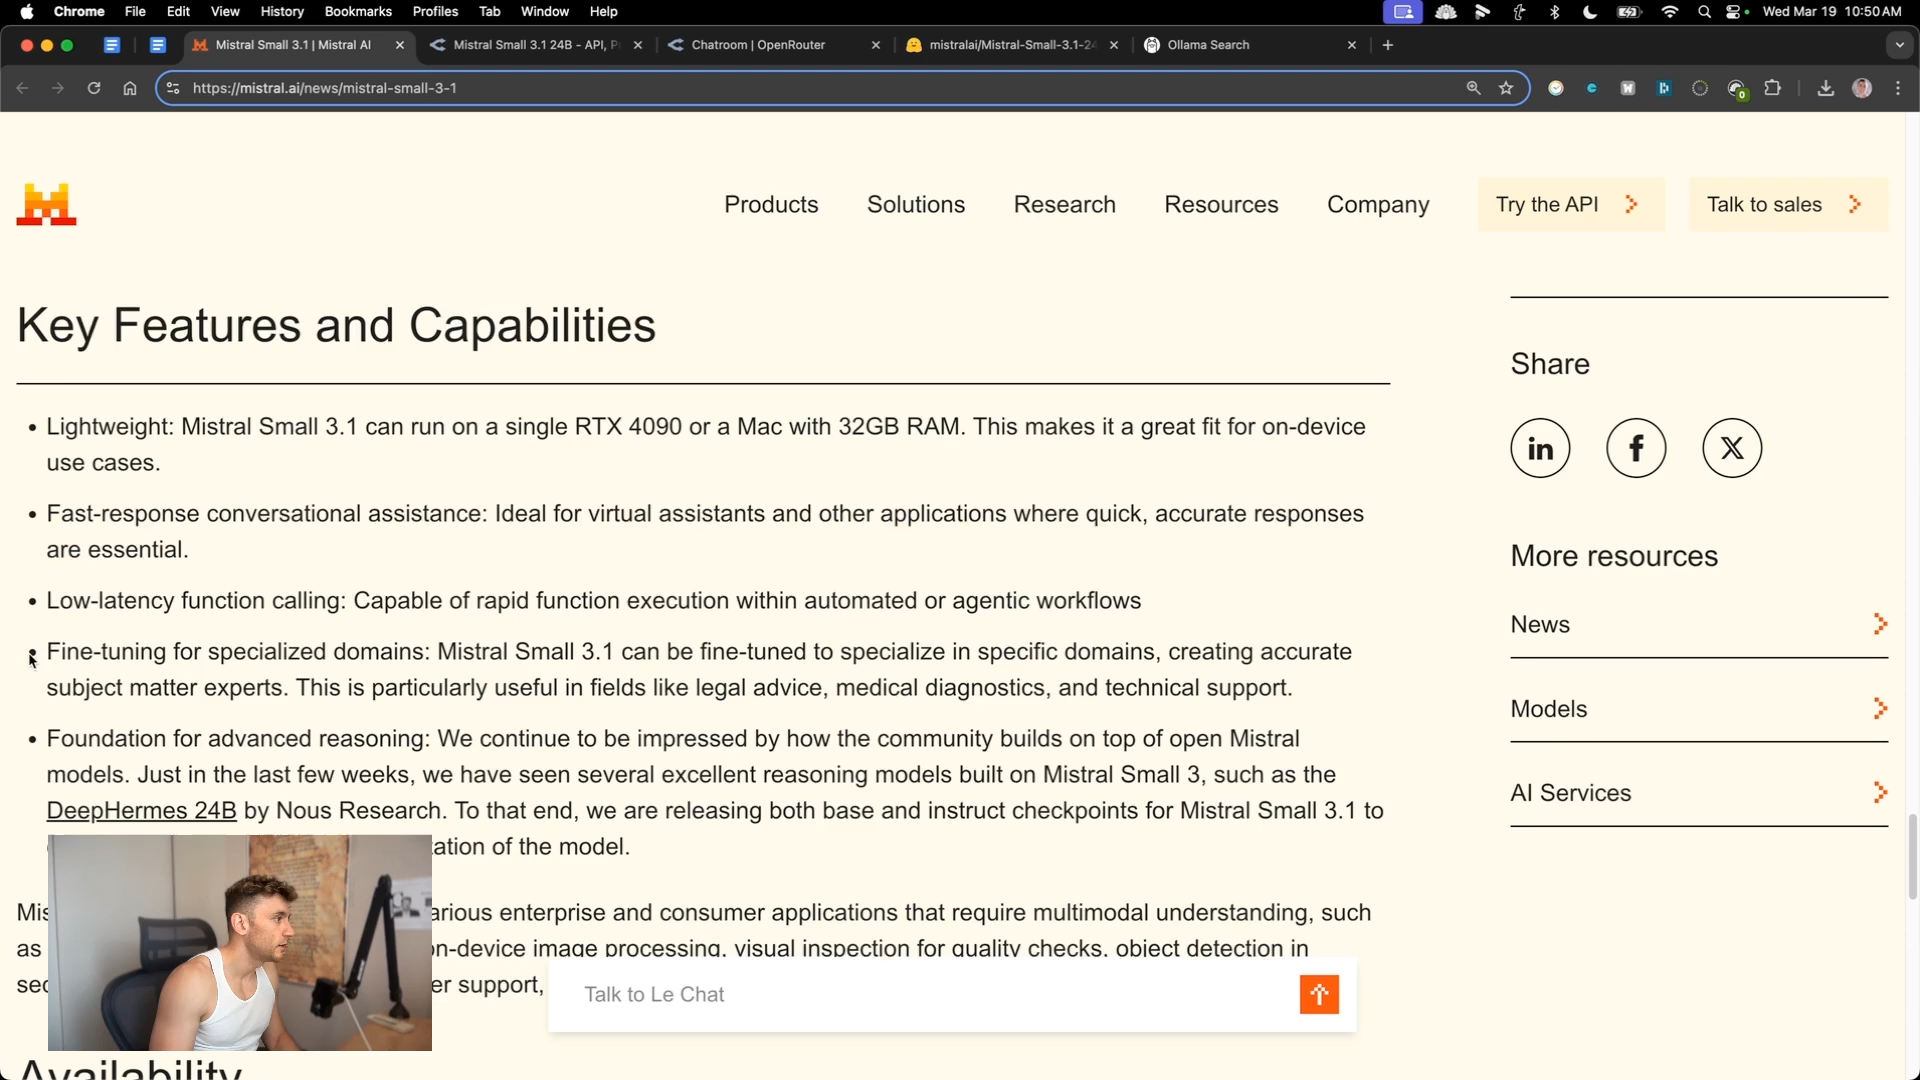 Chrome File Edit View History Bookmarks Profiles Tab Window Help Wed Mar 19 10:50 AM
Mistral Small 3.1 | Mistral AI Mistral Small 3.1 24B - API, P Chatroom | OpenRouter mistralai/Mistral-Small-3.1-24 Ollama Search
https://mistral.ai/news/mistral-small-3-1
0
Products Solutions Research Resources Company Try the API Talk to sales
Key Features and Capabilities
• Lightweight: Mistral Small 3.1 can run on a single RTX 4090 or a Mac with 32GB RAM. This makes it a great fit for on-device
use cases.
• Fast-response conversational assistance: Ideal for virtual assistants and other applications where quick, accurate responses
are essential.
• Low-latency function calling: Capable of rapid function execution within automated or agentic workflows
• Fine-tuning for specialized domains: Mistral Small 3.1 can be fine-tuned to specialize in specific domains, creating accurate
subject matter experts. This is particularly useful in fields like legal advice, medical diagnostics, and technical support.
• Foundation for advanced reasoning: We continue to be impressed by how the community builds on top of open Mistral
models. Just in the last few weeks, we have seen several excellent reasoning models built on Mistral Small 3, such as the
DeepHermes 24B by Nous Research. To that end, we are releasing both base and instruct checkpoints for Mistral Small 3.1 to
ation of the model.
Mis arious enterprise and consumer applications that require multimodal understanding, such
as on-device image processing, visual inspection for quality checks, object detection in
sec er support,
Talk to Le Chat
Availability
Share
in f X
More resources
News
Models
AI Services